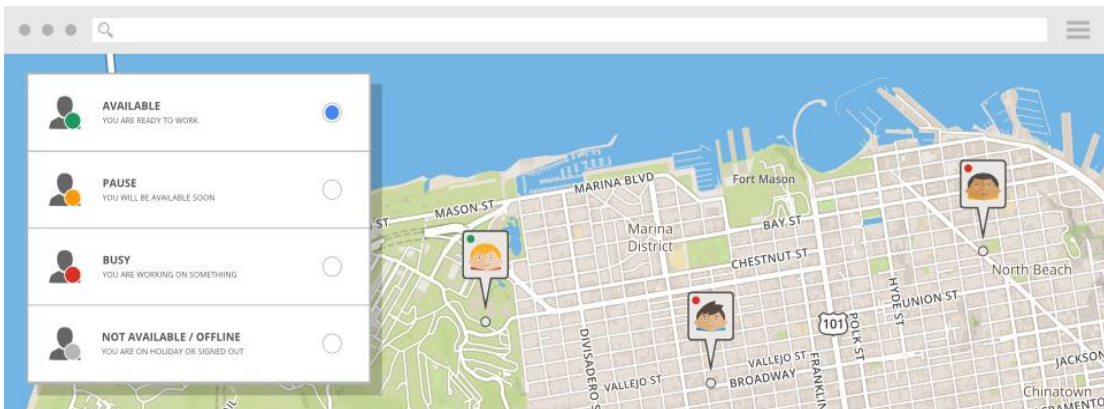 AVAILABLE
YOU ARE READY TO WORK
PAUSE
YOU WILL BE AVAILABLE SOON
BUSY
YOU ARE WORKING ON SOMETHIING
NOT AVAILABLE / OFFLINE
YOU ARE ON HOLIDAY OR SIGNED OUT
ST
MASON ST
MARINA BLVD
Fort Mason
Marina
District
BAY ST
CHESTNUT ST
North Beach
HYDE ST
UNION ST
101
POLK ST
DIVISADERO S
VALLEJO ST
VALLEJO ST
BROADWAY
FRANKLIN
JACKSON
Chinatown